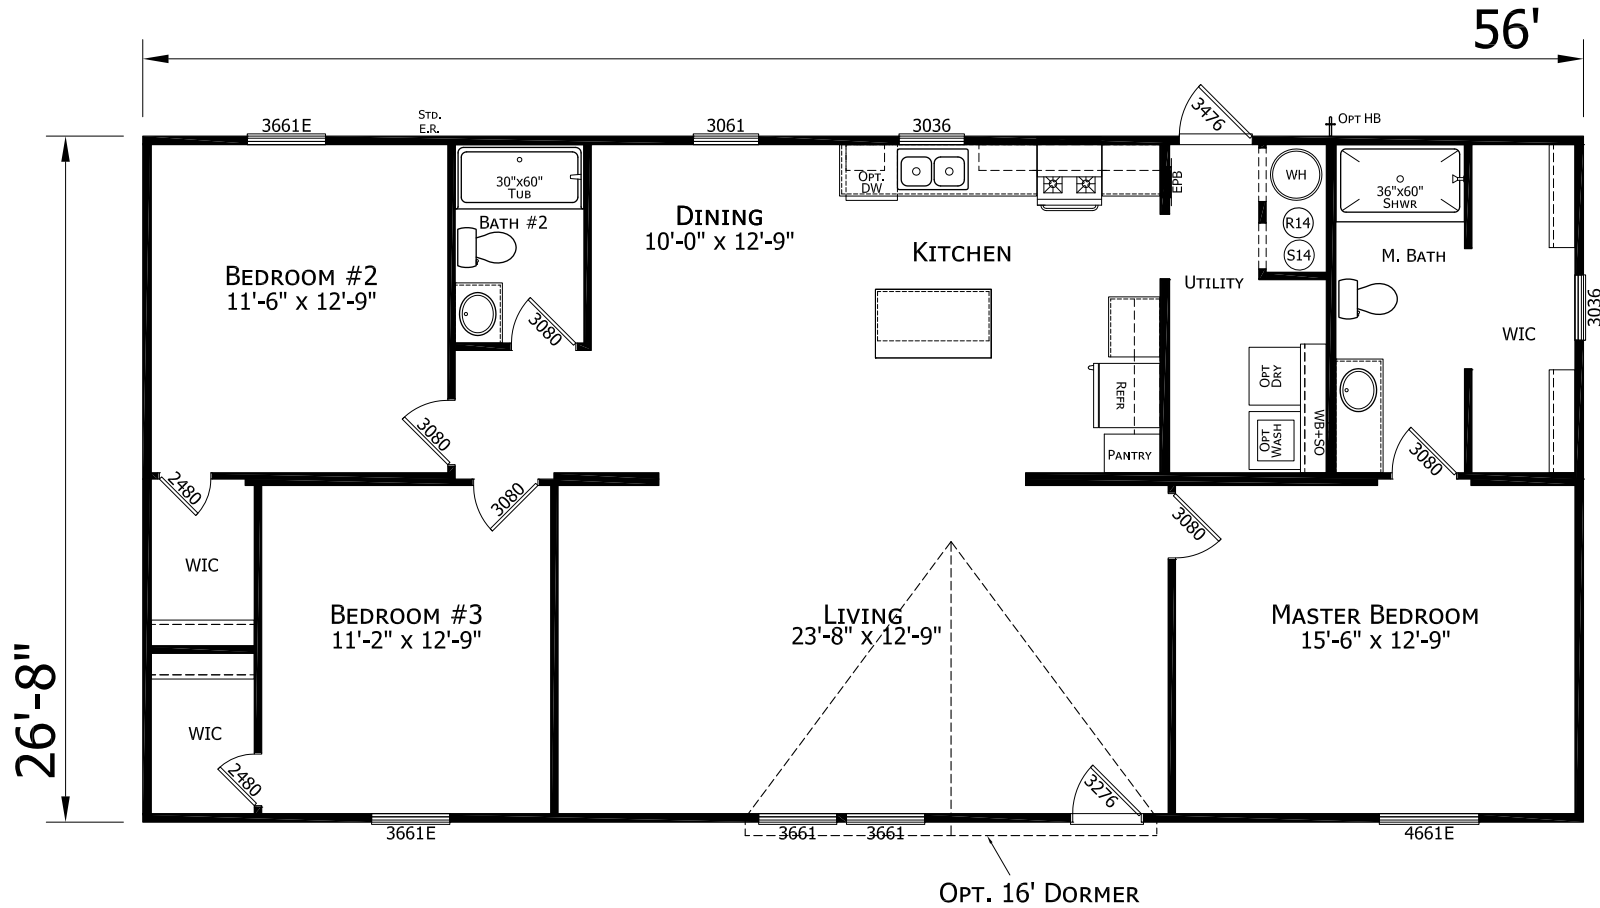 56'
3661E
STD.
E.R.
3061
3036
3476
OPT HB
30"x60"
TUB
OPT.
DW
EPB
WH
36"x60"
SHWR
R14
S14
DINING
10'-0" x 12'-9"
BATH #2
KITCHEN
M. BATH
BEDROOM #2
11'-6" x 12'-9"
UTILITY
3036
3080
WIC
OPT
DRY
REFR
3080
OPT
WASH
WB+SO
PANTRY
3080
2480
3080
3080
WIC
BEDROOM #3
11'-2" x 12'-9"
LIVING
23'-8" x 12'-9"
MASTER BEDROOM
15'-6" x 12'-9"
26'-8"
WIC
2480
3276
3661E
3661
3661
4661E
OPT. 16' DORMER